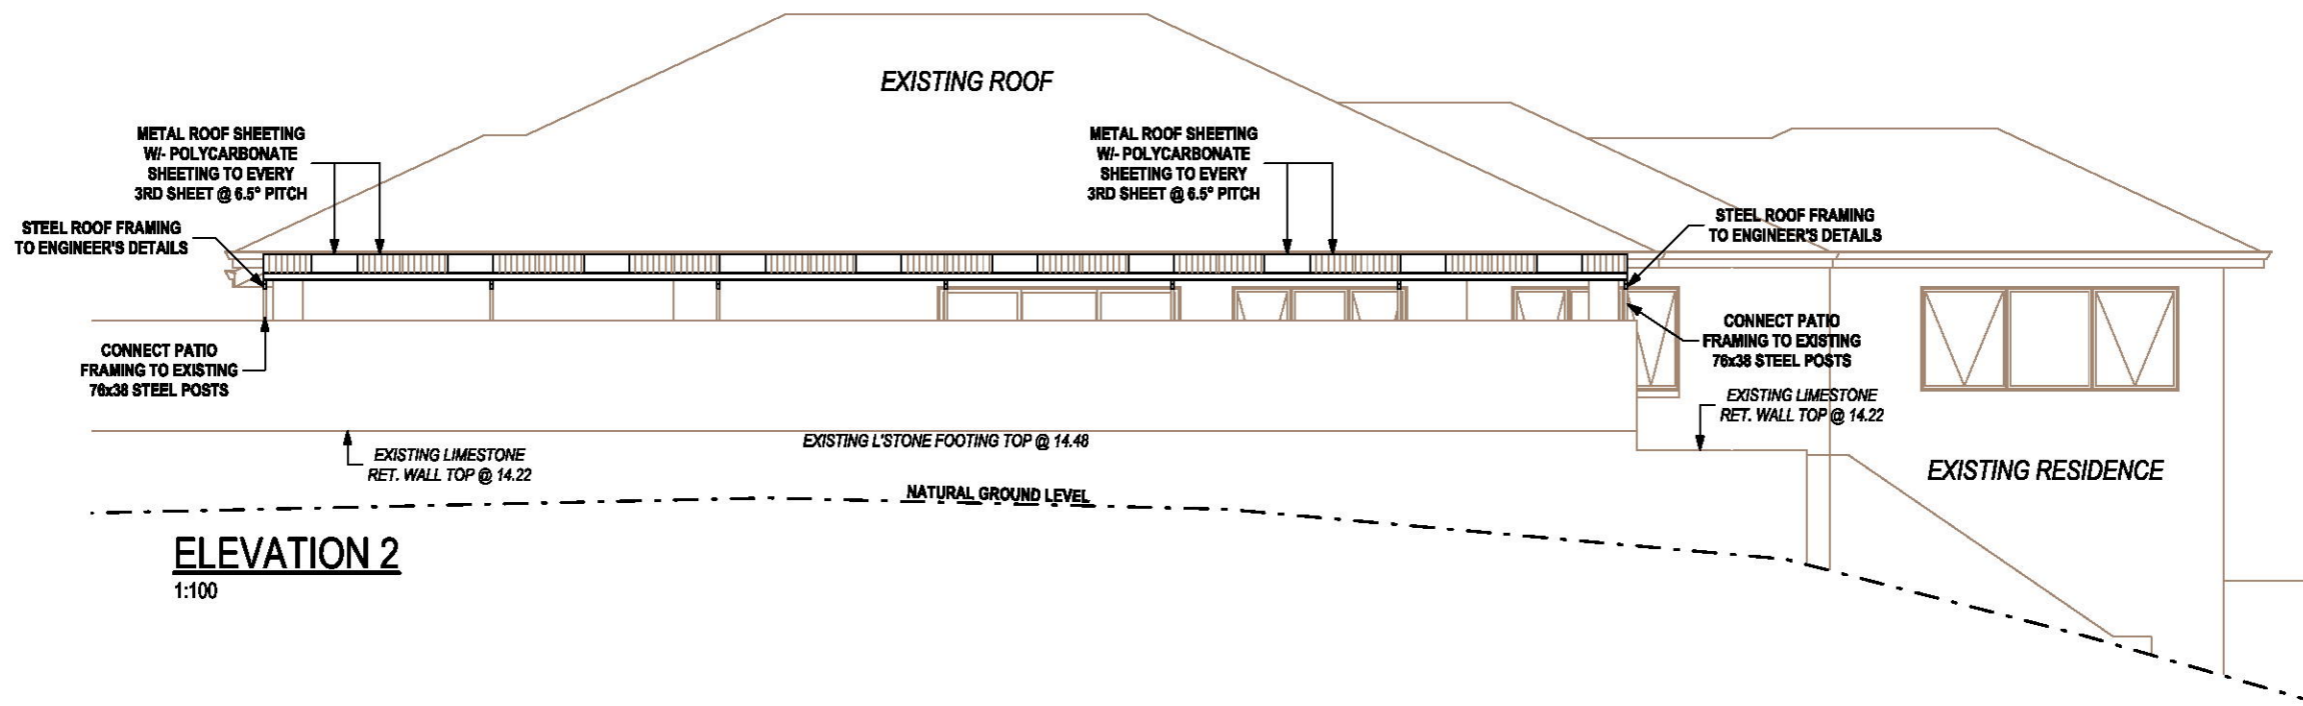 EXISTING ROOF
METAL ROOF SHEETING
W/- POLYCARBONATE
SHEETING TO EVERY
3RD SHEET @ 6.5° PITCH
METAL ROOF SHEETING
W/- POLYCARBONATE
SHEETING TO EVERY
3RD SHEET @ 6.5° PITCH
STEEL ROOF FRAMING
TO ENGINEER'S DETAILS
STEEL ROOF FRAMING
TO ENGINEER'S DETAILS
CONNECT PATIO
FRAMING TO EXISTING
76x38 STEEL POSTS
CONNECT PATIO
FRAMING TO EXISTING
76x38 STEEL POSTS
EXISTING LIMESTONE
RET. WALL TOP @ 14.22
EXISTING L'STONE FOOTING TOP @ 14.48
EXISTING LIMESTONE
RET. WALL TOP @ 14.22
EXISTING RESIDENCE
NATURAL GROUND LEVEL
ELEVATION 2
1:100